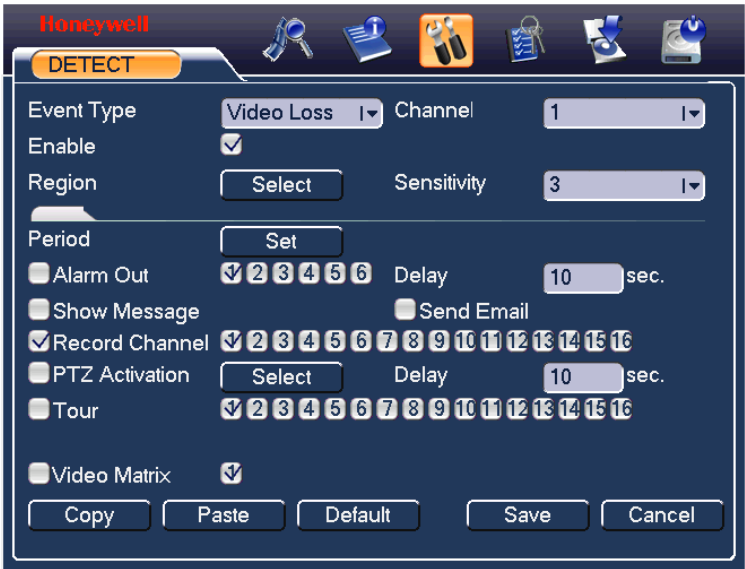 Honeywell
DETECT
Event Type Video Loss Channel 1
Enable
Region Select Sensitivity 3
Period Set
Alarm Out 1 2 3 4 5 6 Delay 10 sec.
Show Message Send Email
Record Channel 1 2 3 4 5 6 7 8 9 10 11 12 13 14 15 16
PTZ Activation Select Delay 10 sec.
Tour 1 2 3 4 5 6 7 8 9 10 11 12 13 14 15 16
Video Matrix 1
Copy Paste Default Save Cancel